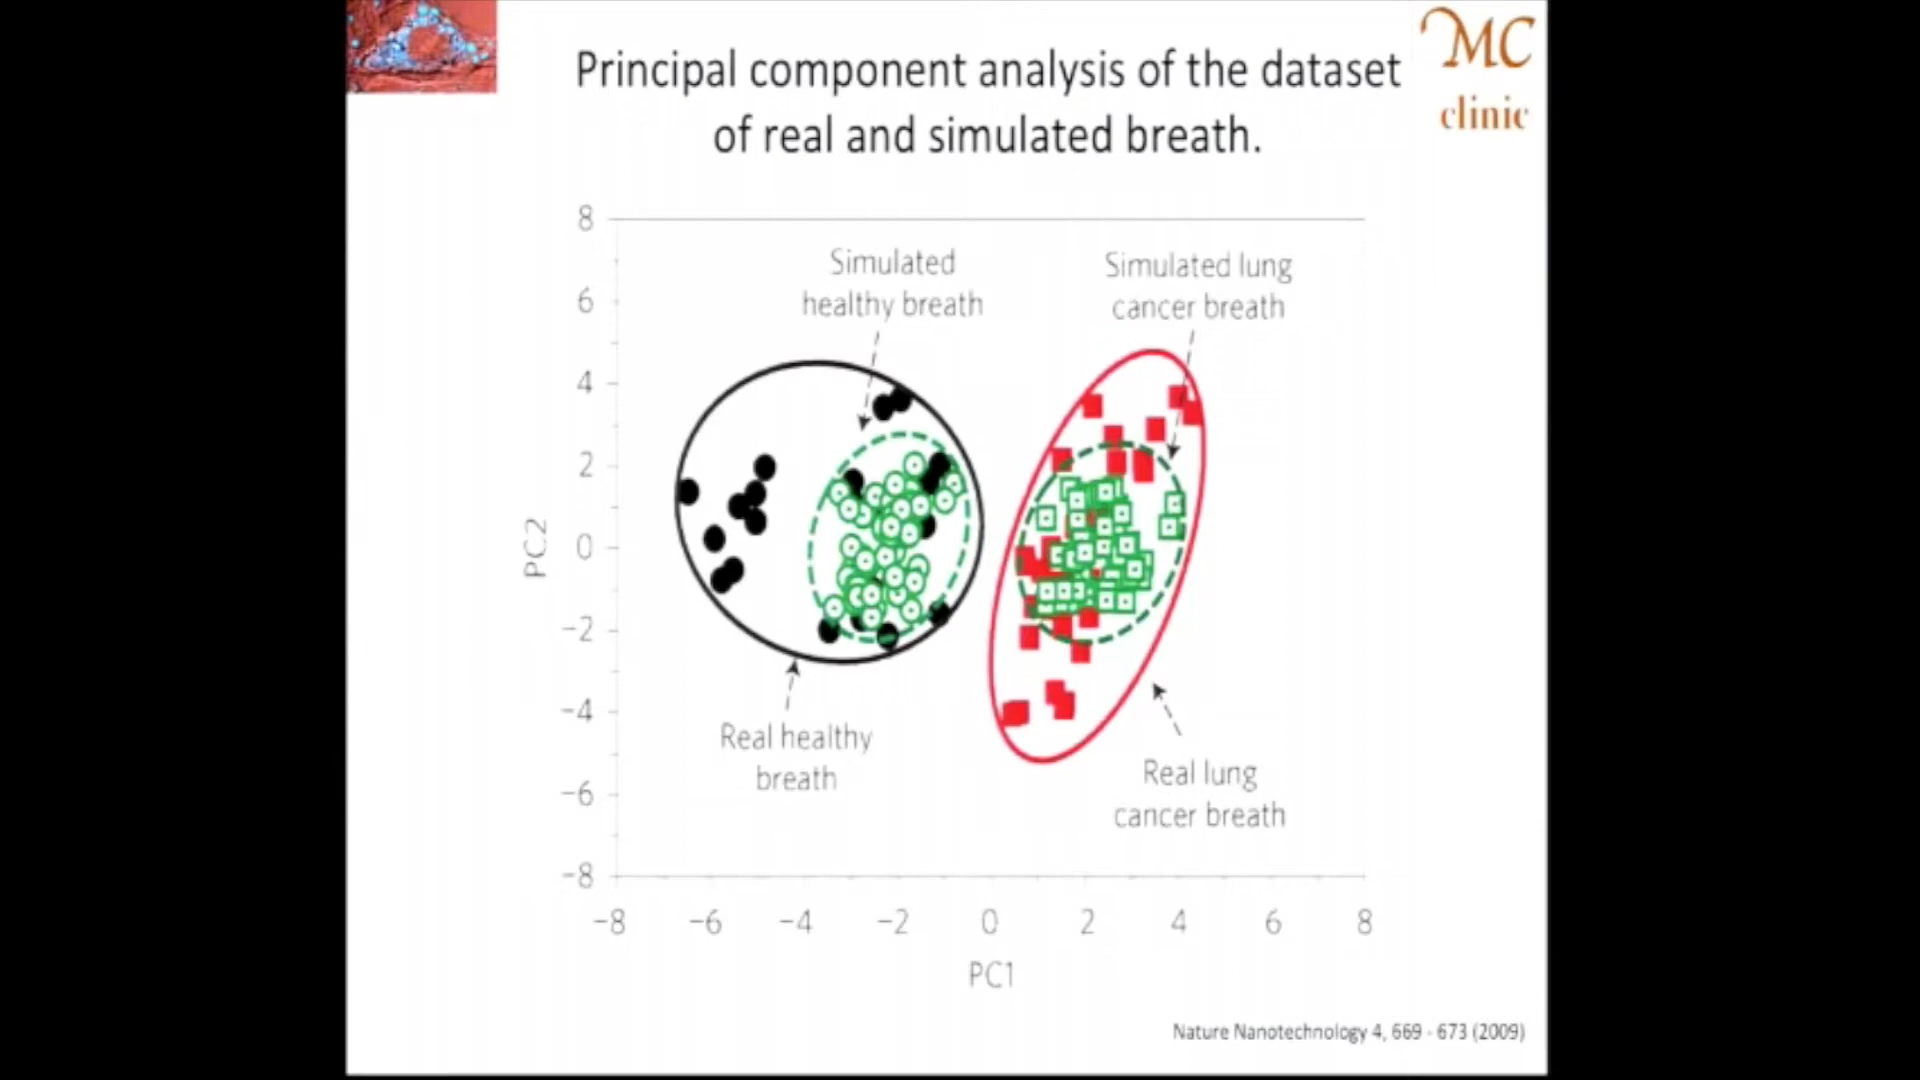 Principal component analysis of the dataset
of real and simulated breath.
MC
clinic
8
6
4
2
0
−2
−4
−6
−8
PC2
Simulated
healthy breath
Simulated lung
cancer breath
Real healthy
breath
Real lung
cancer breath
−8 −6 −4 −2 0 2 4 6 8
PC1
Nature Nanotechnology 4, 669 - 673 (2009)